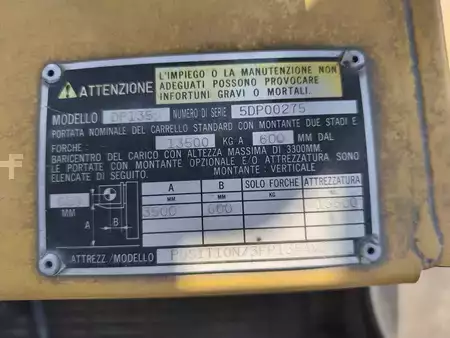 ATTENZIONE
L'IMPIEGO O LA MANUTENZIONE NON
ADEGUATI POSSONO PROVOCARE
INFORTUNI GRAVI O MORTALI.
MODELLO DP135 NUMERO DI SERIE 5DP00275
PORTATA NOMINALE DEL CARRELLO STANDARD CON MONTANTE DUE STADI E
FORCHE: 13500 KG A 600 MM DAL
BARICENTRO DEL CARICO CON ALTEZZA MASSIMA DI 3300MM.
LE PORTATE CON MONTANTE OPZIONALE E/O ATTREZZATURA SONO
ELENCATE DI SEGUITO. MONTANTE: VERTICALE
A B SOLO FORCHE ATTREZZATURA
MM MM KG
MM 3500 600
B
A
ATTREZZ/MODELLO